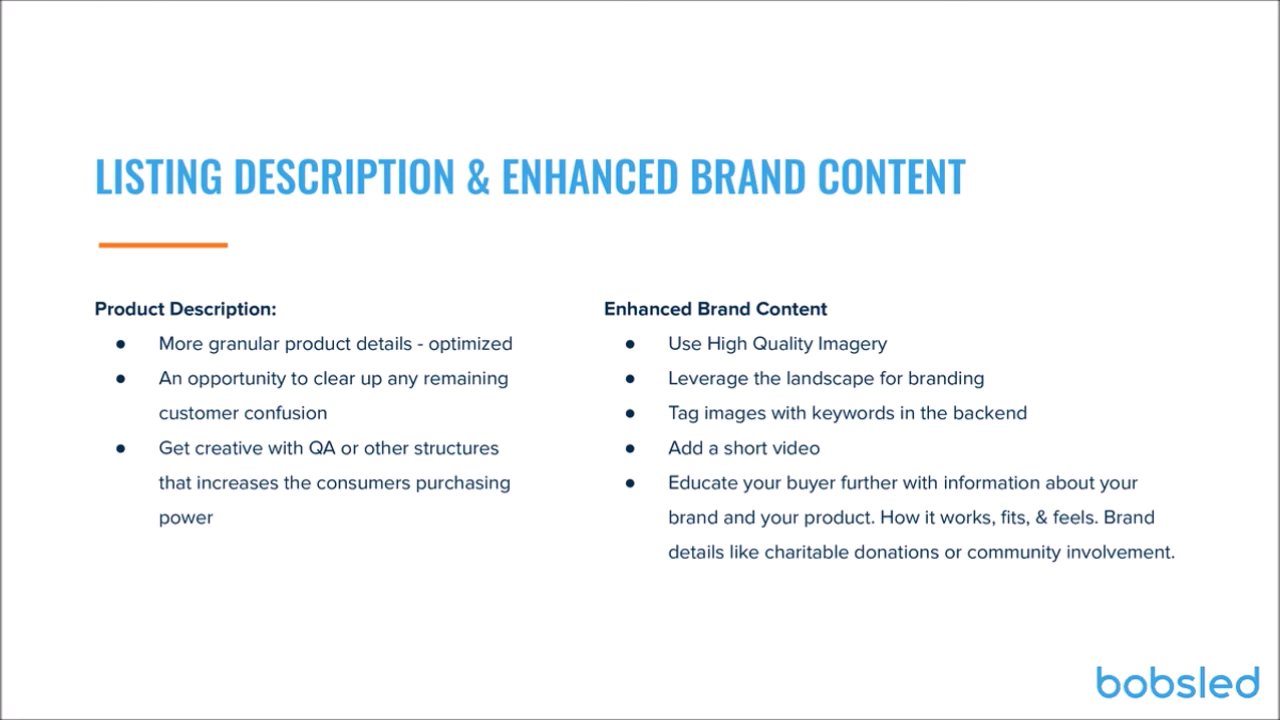 LISTING DESCRIPTION & ENHANCED BRAND CONTENT
Product Description:
● More granular product details - optimized
● An opportunity to clear up any remaining
customer confusion
● Get creative with QA or other structures
that increases the consumers purchasing
power
Enhanced Brand Content
● Use High Quality Imagery
● Leverage the landscape for branding
● Tag images with keywords in the backend
● Add a short video
● Educate your buyer further with information about your
brand and your product. How it works, fits, & feels. Brand
details like charitable donations or community involvement.
bobsled